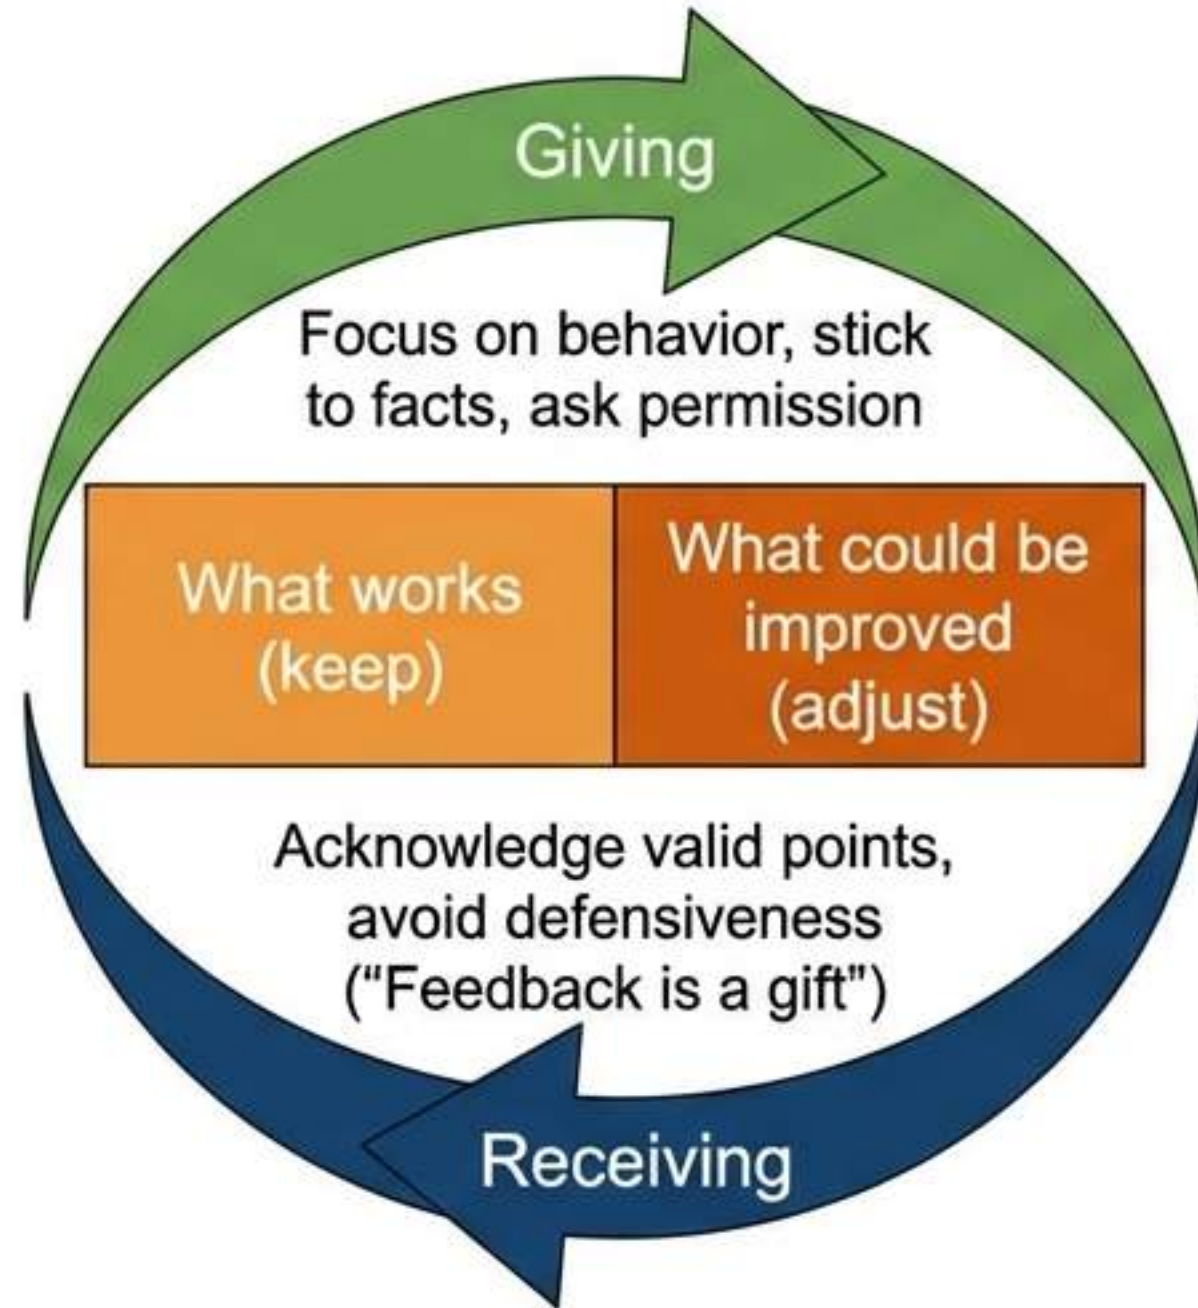 Giving
Focus on behavior, stick
to facts, ask permission
What works
(keep)
What could be
improved
(adjust)
Acknowledge valid points,
avoid defensiveness
(“Feedback is a gift”)
Receiving